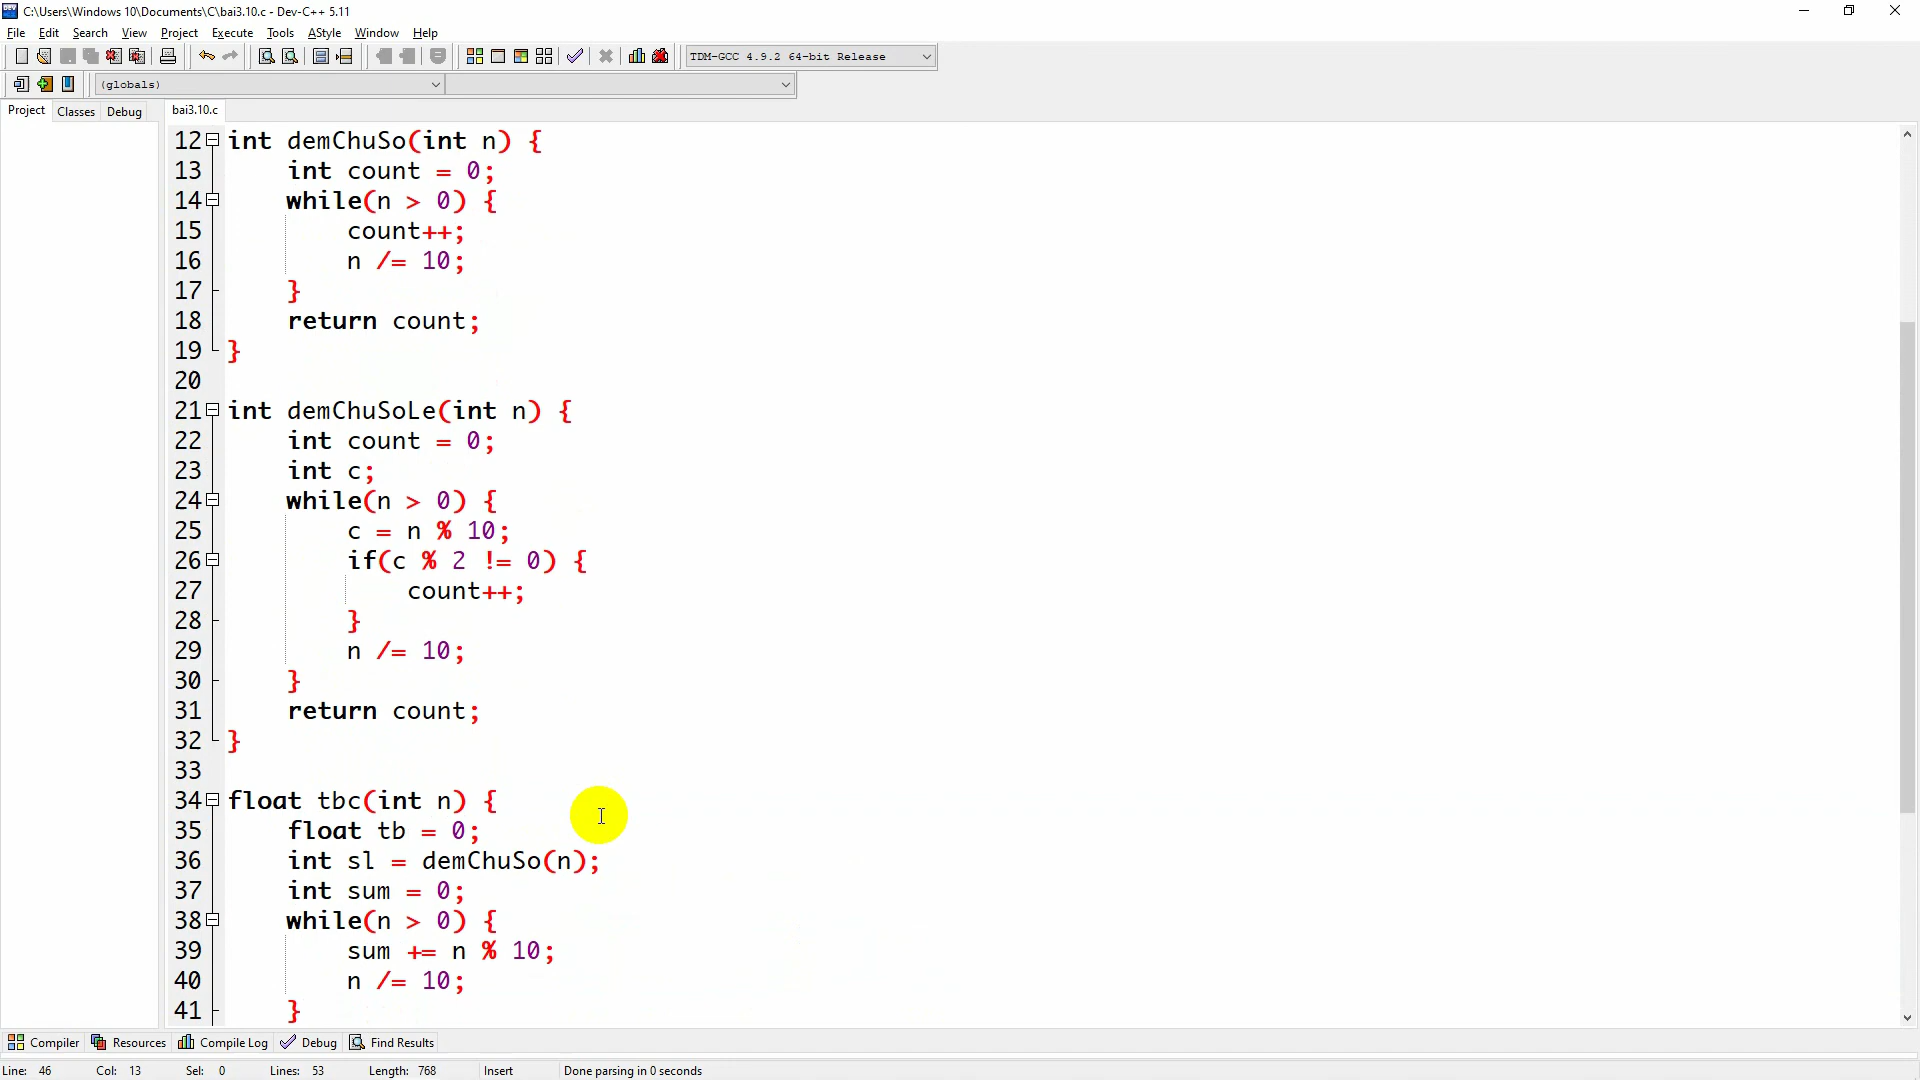 C:\Users\Windows 10\Documents\C\bai3.10.c - Dev-C++ 5.11
File Edit Search View Project Execute Tools AStyle Window Help
TDM-GCC 4.9.2 64-bit Release
(globals)
Project Classes Debug bai3.10.c
12 int demChuSo(int n) {
13 int count = 0;
14 while(n > 0) {
15 count++;
16 n /= 10;
17 }
18 return count;
19 }
20
21 int demChuSoLe(int n) {
22 int count = 0;
23 int c;
24 while(n > 0) {
25 c = n % 10;
26 if(c % 2 != 0) {
27 count++;
28 }
29 n /= 10;
30 }
31 return count;
32 }
33
34 float tbc(int n) {
35 float tb = 0;
36 int sl = demChuSo(n);
37 int sum = 0;
38 while(n > 0) {
39 sum += n % 10;
40 n /= 10;
41 }
Compiler Resources Compile Log Debug Find Results
Line: 46 Col: 13 Sel: 0 Lines: 53 Length: 768 Insert Done parsing in 0 seconds